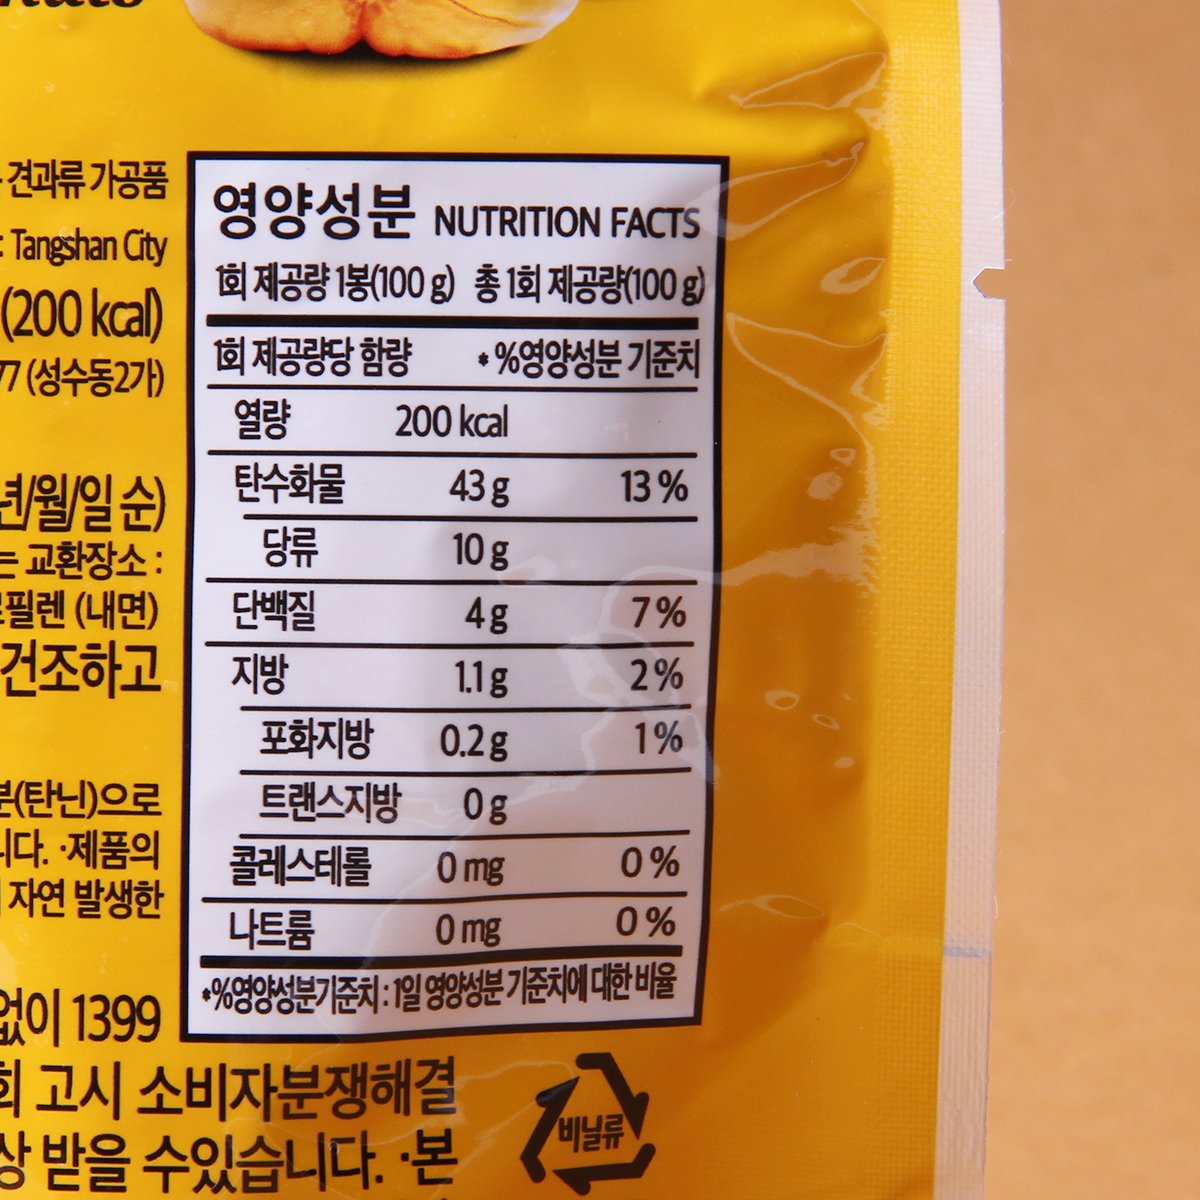 견과류 가공품
: Tangshan City
(200 kcal)
77 (성수동2가)
년/월/일 순)
는 교환장소 :
필렌 (내면)
건조하고
분(탄닌)으로
니다. ·제품의
자연 발생한
없이 1399
회 고시 소비자분쟁해결
상 받을 수있습니다. ·본
영양성분 NUTRITION FACTS
1회 제공량 1봉(100 g) 총 1회 제공량(100 g)
1회 제공량당 함량 * %영양성분 기준치
열량 200 kcal
탄수화물 43 g 13 %
당류 10 g
단백질 4 g 7 %
지방 1.1 g 2 %
포화지방 0.2 g 1 %
트랜스지방 0 g
콜레스테롤 0 mg 0 %
나트륨 0 mg 0 %
*%영양성분기준치 : 1일 영양성분 기준치에 대한 비율
비닐류